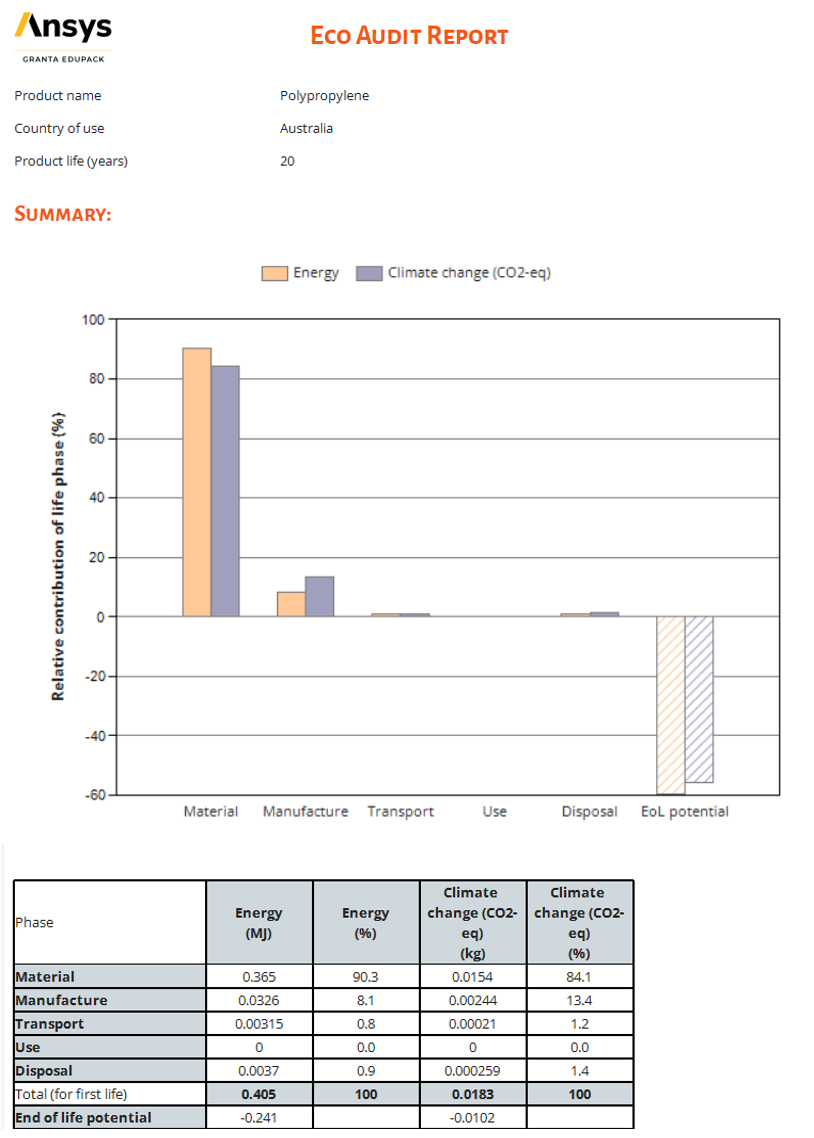 Ansys
GRANTA EDUPACK
ECO AUDIT REPORT
Product name Polypropylene
Country of use Australia
Product life (years) 20
SUMMARY:
Energy Climate change (CO2-eq)
Relative contribution of life phase (%)
100
80
60
40
20
0
-20
-40
-60
Material Manufacture Transport Use Disposal EoL potential
Phase
Energy
(MJ)
Energy
(%)
Climate
change (CO2-
eq)
(kg)
Climate
change (CO2-
eq)
(%)
Material 0.365 90.3 0.0154 84.1
Manufacture 0.0326 8.1 0.00244 13.4
Transport 0.00315 0.8 0.00021 1.2
Use 0 0.0 0 0.0
Disposal 0.0037 0.9 0.000259 1.4
Total (for first life) 0.405 100 0.0183 100
End of life potential -0.241 -0.0102